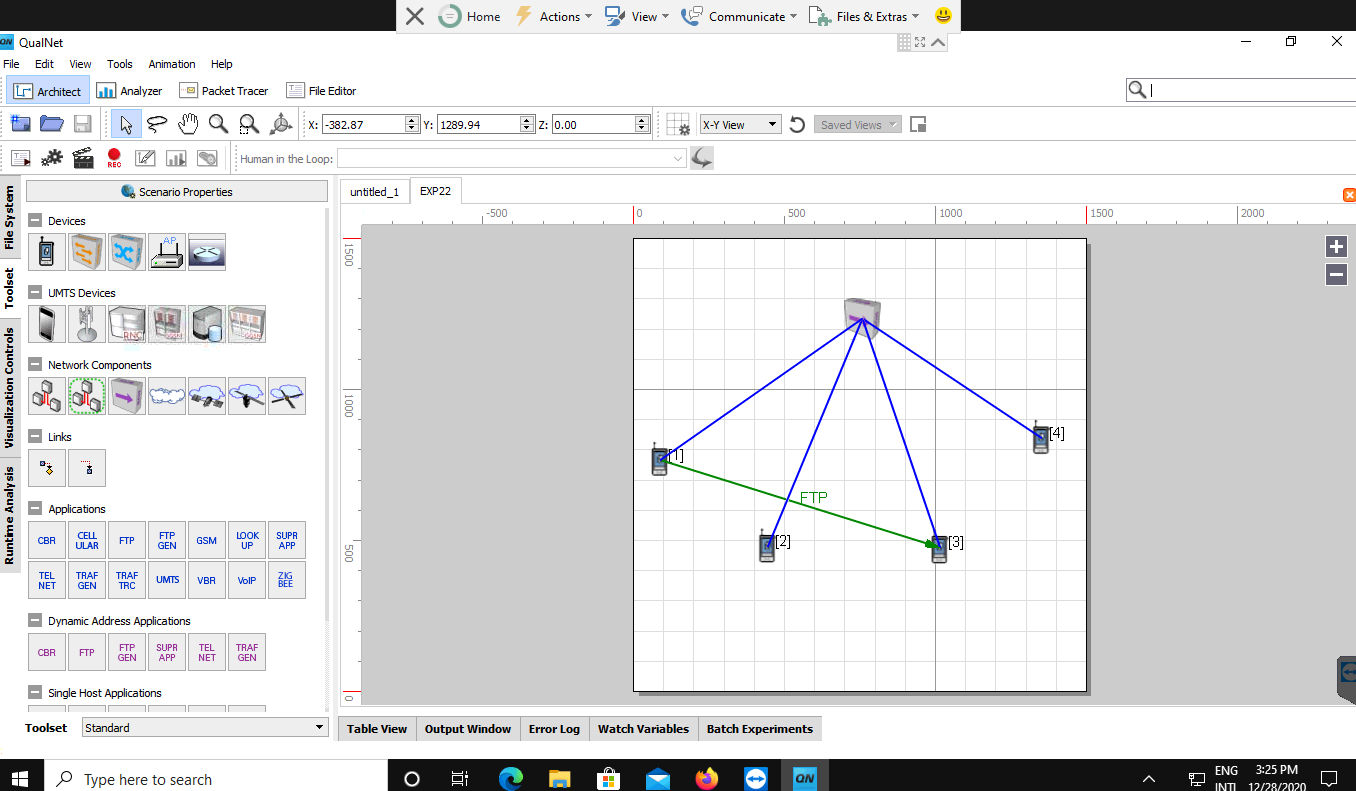 Home Actions View Communicate Files & Extras
QN QualNet
File Edit View Tools Animation Help
Architect Analyzer Packet Tracer File Editor
X: -382.87 Y: 1289.94 Z: 0.00 X-Y View Saved Views
REC Human in the Loop:
File System
Toolset
Visualization Controls
Runtime Analysis
Scenario Properties
Devices
AP
UMTS Devices
RNC
Network Components
Links
Applications
CBR CELL ULAR FTP FTP GEN GSM LOOK UP SUPR APP
TEL NET TRAF GEN TRAF TRC UMTS VBR VoIP ZIG BEE
Dynamic Address Applications
CBR FTP FTP GEN SUPR APP TEL NET TRAF GEN
Single Host Applications
Toolset Standard
untitled_1 EXP22
-500 0 500 1000 1500 2000
1500
1000
500
0
[4]
[1]
FTP
[2] [3]
Table View Output Window Error Log Watch Variables Batch Experiments
Type here to search
QN
ENG
INTL
3:25 PM
12/28/2020